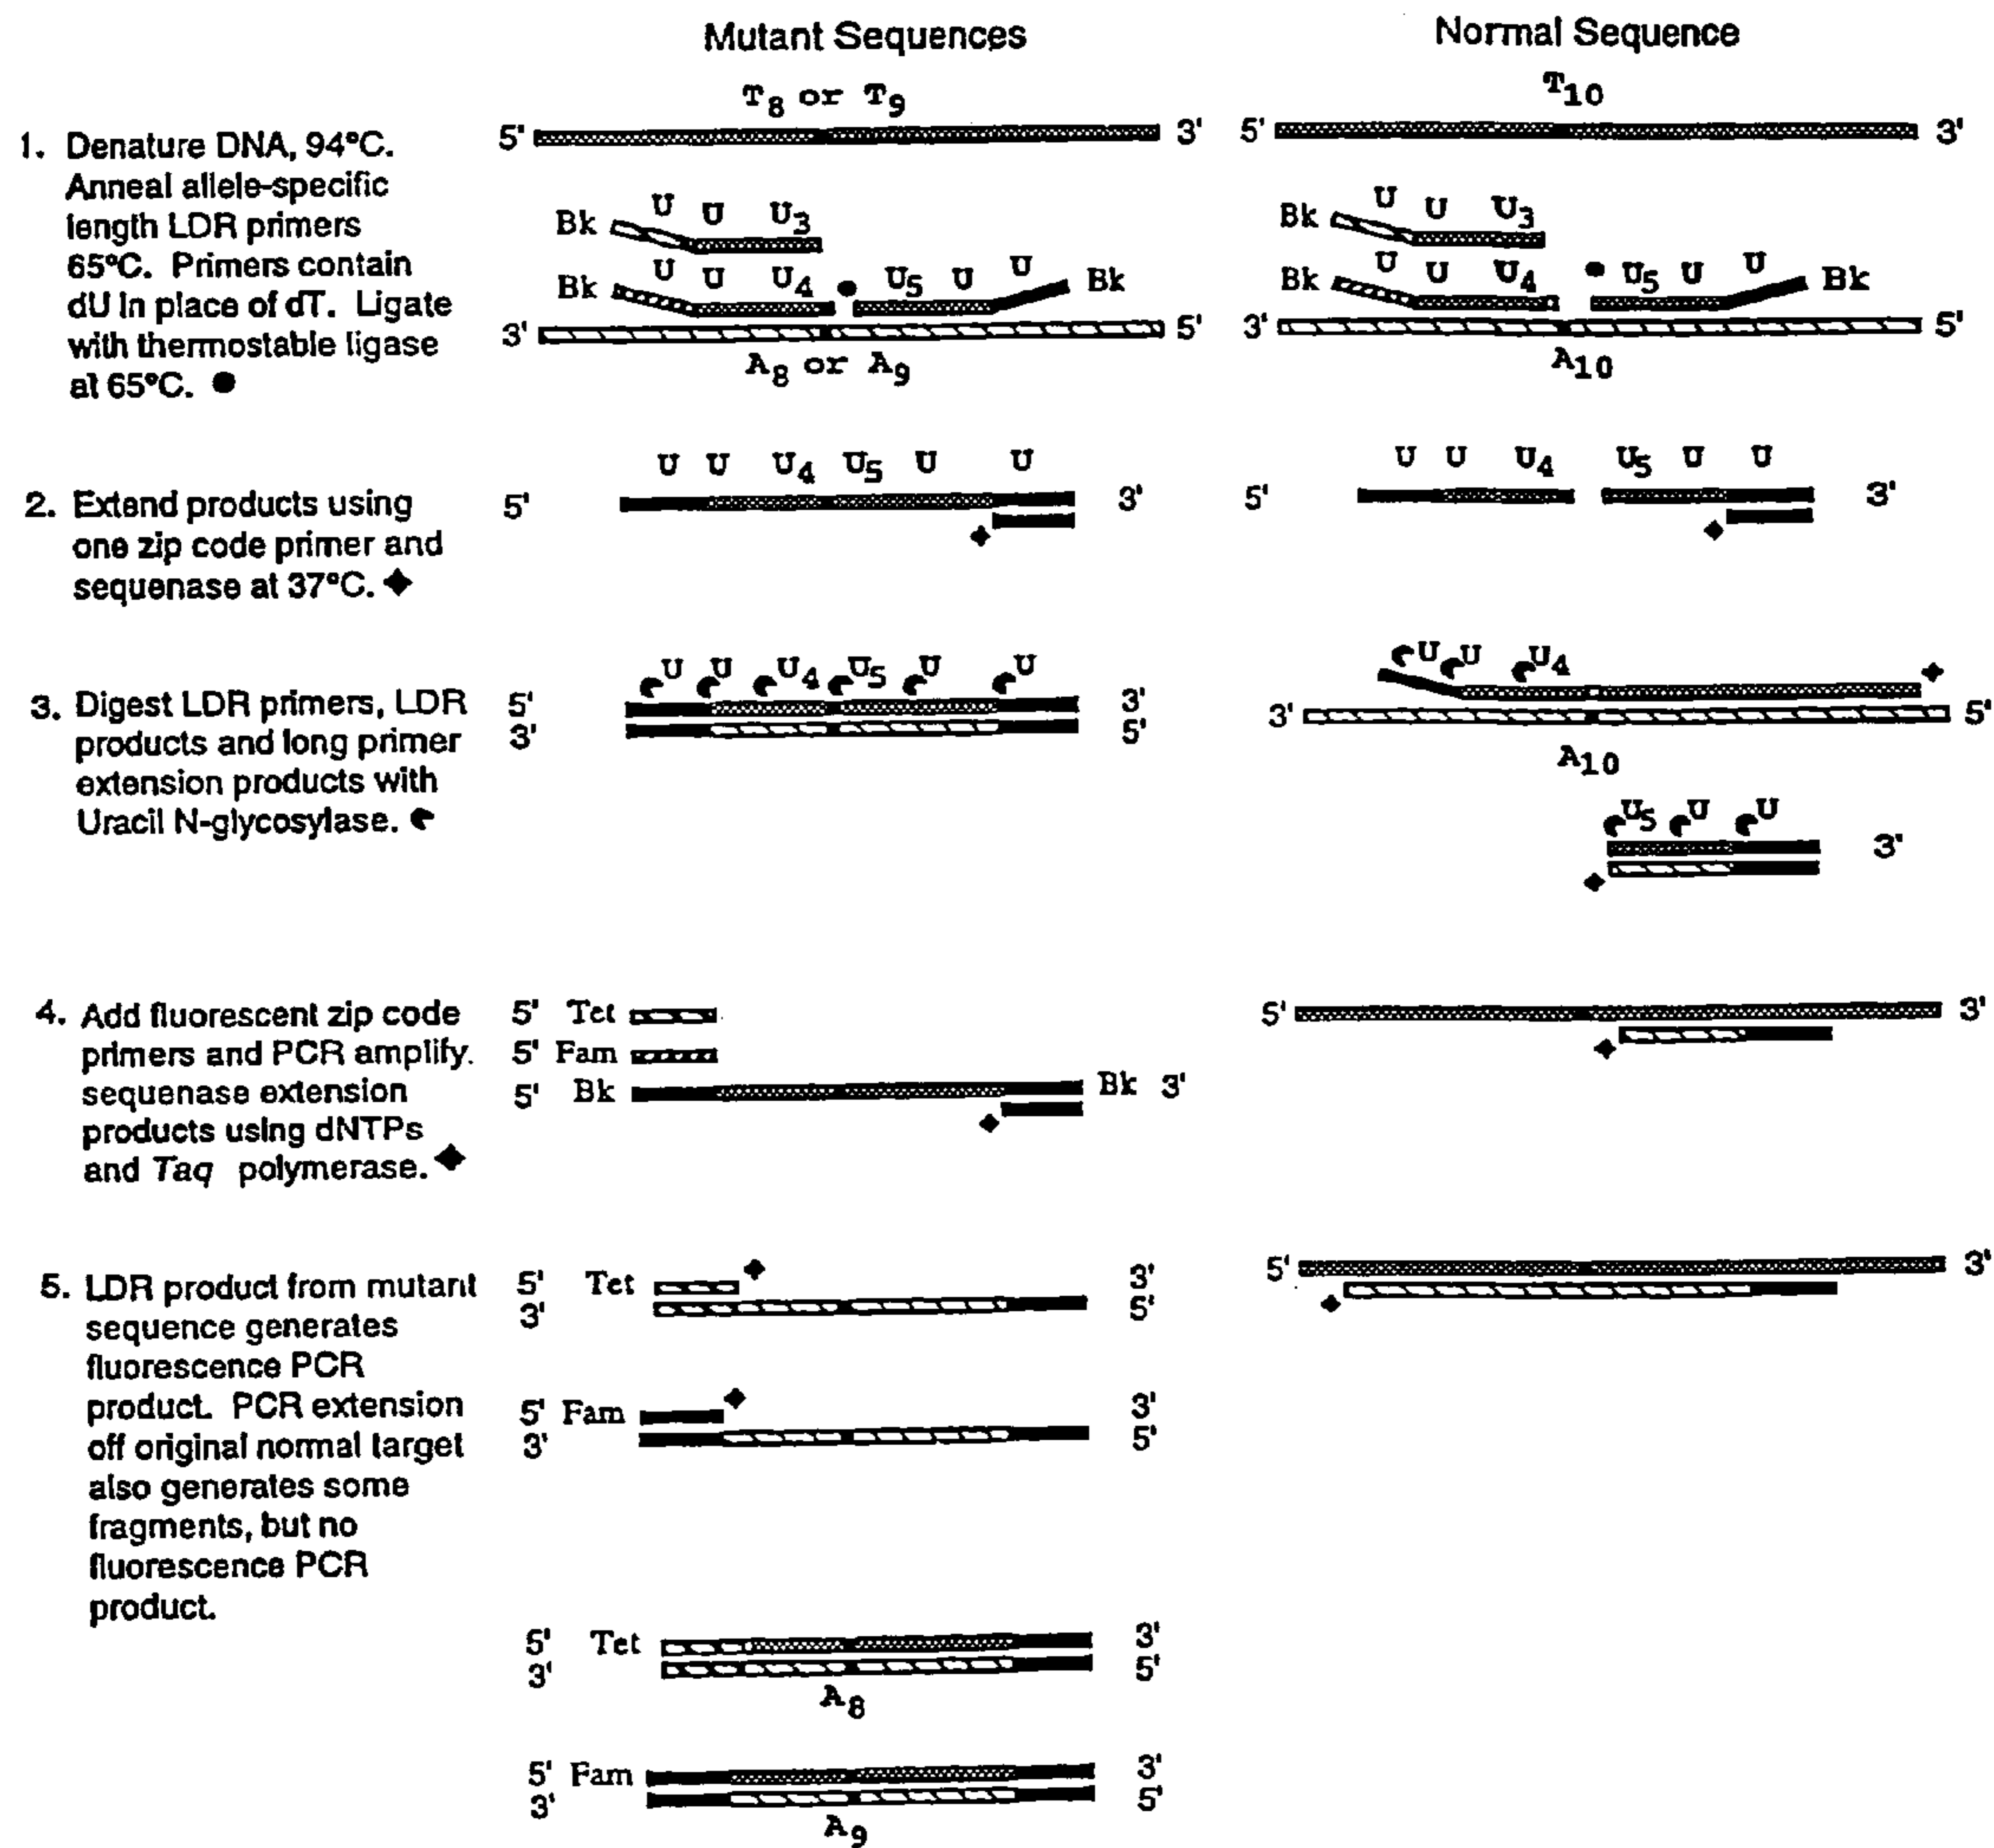 Mutant Sequences
Normal Sequence
T8 or T9
T10
5' 3' 5' 3'
1. Denature DNA, 94°C.
Anneal allele-specific
length LDR primers
65°C. Primers contain
dU in place of dT. Ligate
with thermostable ligase
at 65°C.
Bk U U U3
Bk U U U4 U5 U U Bk
3' 5'
A8 or A9
Bk U U U3
Bk U U U4 U5 U U Bk
3' 5'
A10
2. Extend products using
one zip code primer and
sequenase at 37°C.
U U U4 U5 U U
5' 3'
U U U4 U5 U U
5' 3'
3. Digest LDR primers, LDR
products and long primer
extension products with
Uracil N-glycosylase.
U U U4 U5 U U
5' 3'
3' 5'
U U U4
3' 5'
A10
U5 U U
3'
4. Add fluorescent zip code
primers and PCR amplify.
sequenase extension
products using dNTPs
and Taq polymerase.
5' Tet
5' Fam
5' Bk Bk 3'
5' 3'
5. LDR product from mutant
sequence generates
fluorescence PCR
product. PCR extension
off original normal target
also generates some
fragments, but no
fluorescence PCR
product.
5' Tet 3'
3' 5'
5' Fam 3'
3' 5'
5' 3'
5' Tet 3'
3' 5'
A8
5' Fam 3'
3' 5'
A9